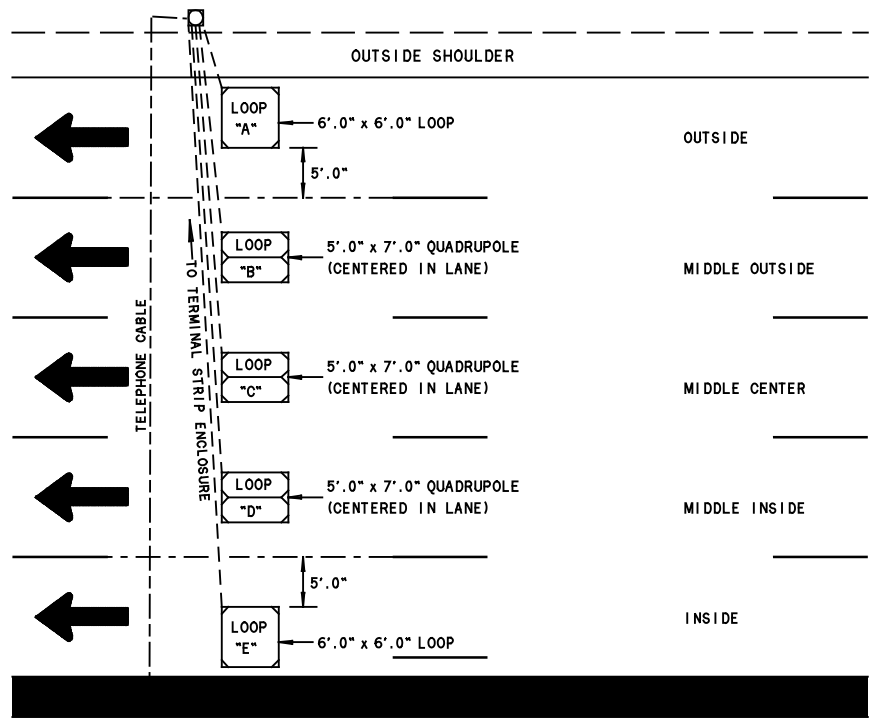 OUTSIDE SHOULDER
LOOP
"A"
6'.0" x 6'.0" LOOP
OUTSIDE
5'.0"
LOOP
"B"
5'.0" x 7'.0" QUADRUPOLE
(CENTERED IN LANE)
MIDDLE OUTSIDE
TO TERMINAL STRIP ENCLOSURE
TELEPHONE CABLE
LOOP
"C"
5'.0" x 7'.0" QUADRUPOLE
(CENTERED IN LANE)
MIDDLE CENTER
LOOP
"D"
5'.0" x 7'.0" QUADRUPOLE
(CENTERED IN LANE)
MIDDLE INSIDE
5'.0"
LOOP
"E"
6'.0" x 6'.0" LOOP
INSIDE